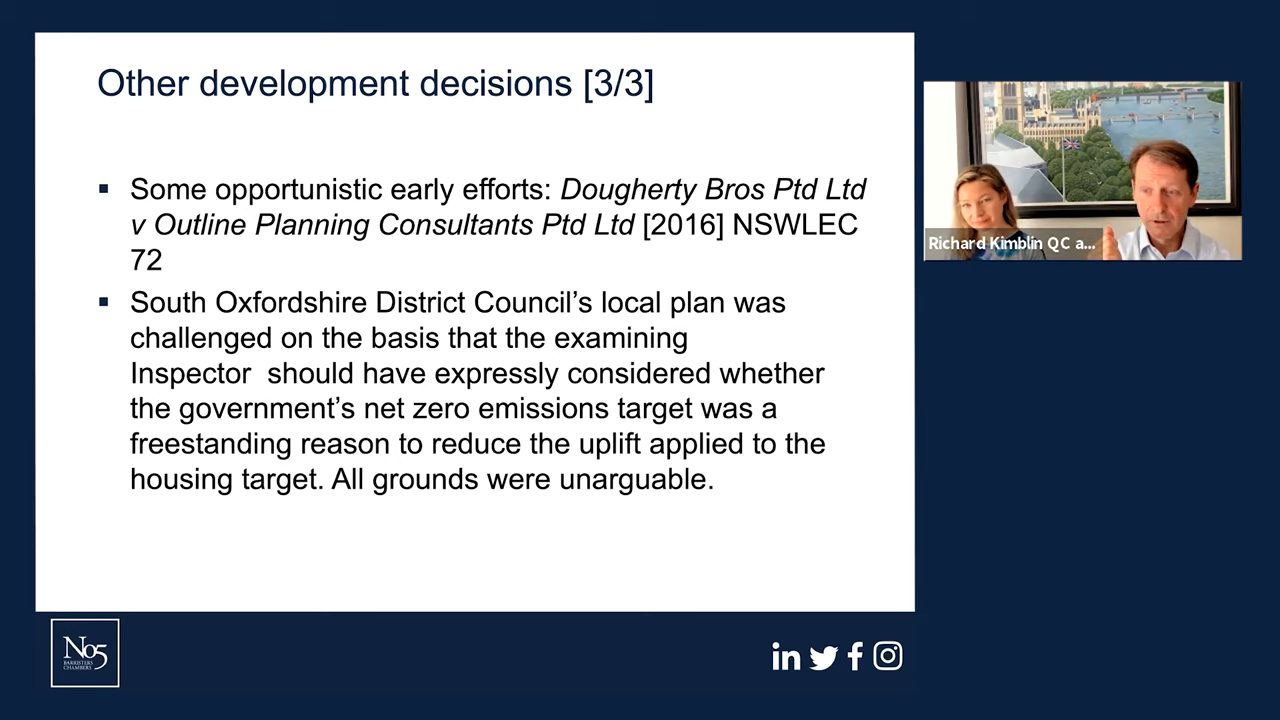 Other development decisions [3/3]
Some opportunistic early efforts: Dougherty Bros Ptd Ltd
v Outline Planning Consultants Ptd Ltd [2016] NSWLEC
72
South Oxfordshire District Council’s local plan was
challenged on the basis that the examining
Inspector  should have expressly considered whether
the government’s net zero emissions target was a
freestanding reason to reduce the uplift applied to the
housing target. All grounds were unarguable.
Richard Kimblin QC a...
No5
BARRISTERS
CHAMBERS